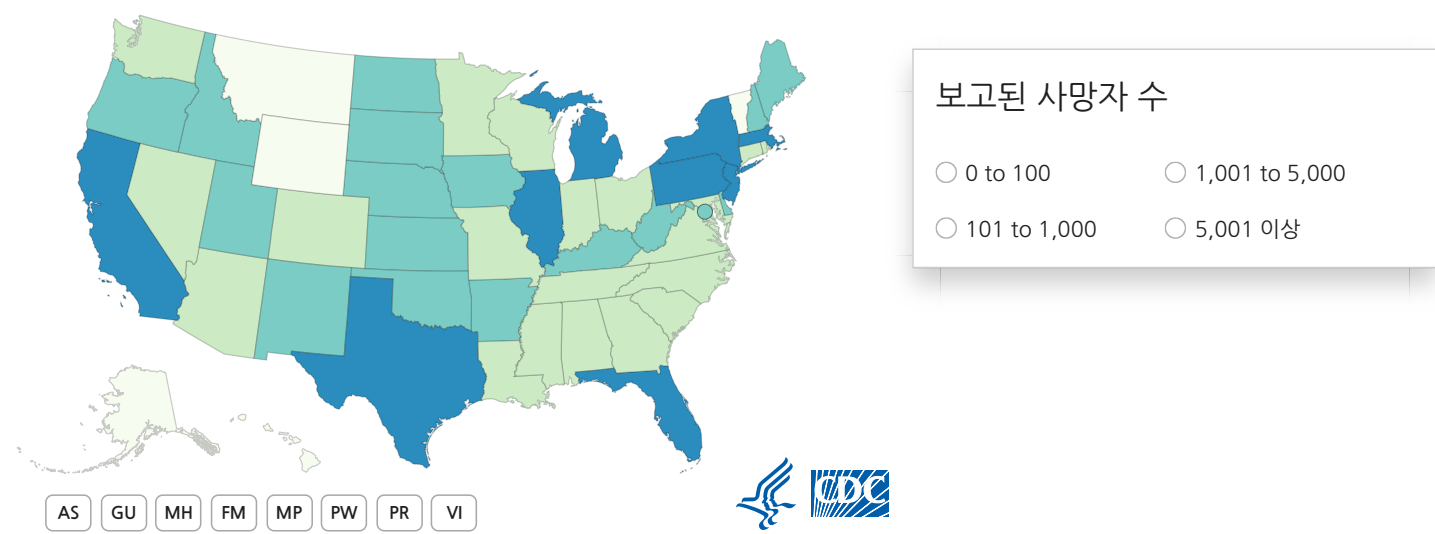 보고된 사망자 수
0 to 100
1,001 to 5,000
101 to 1,000
5,001 이상
AS
GU
MH
FM
MP
PW
PR
VI
CDC